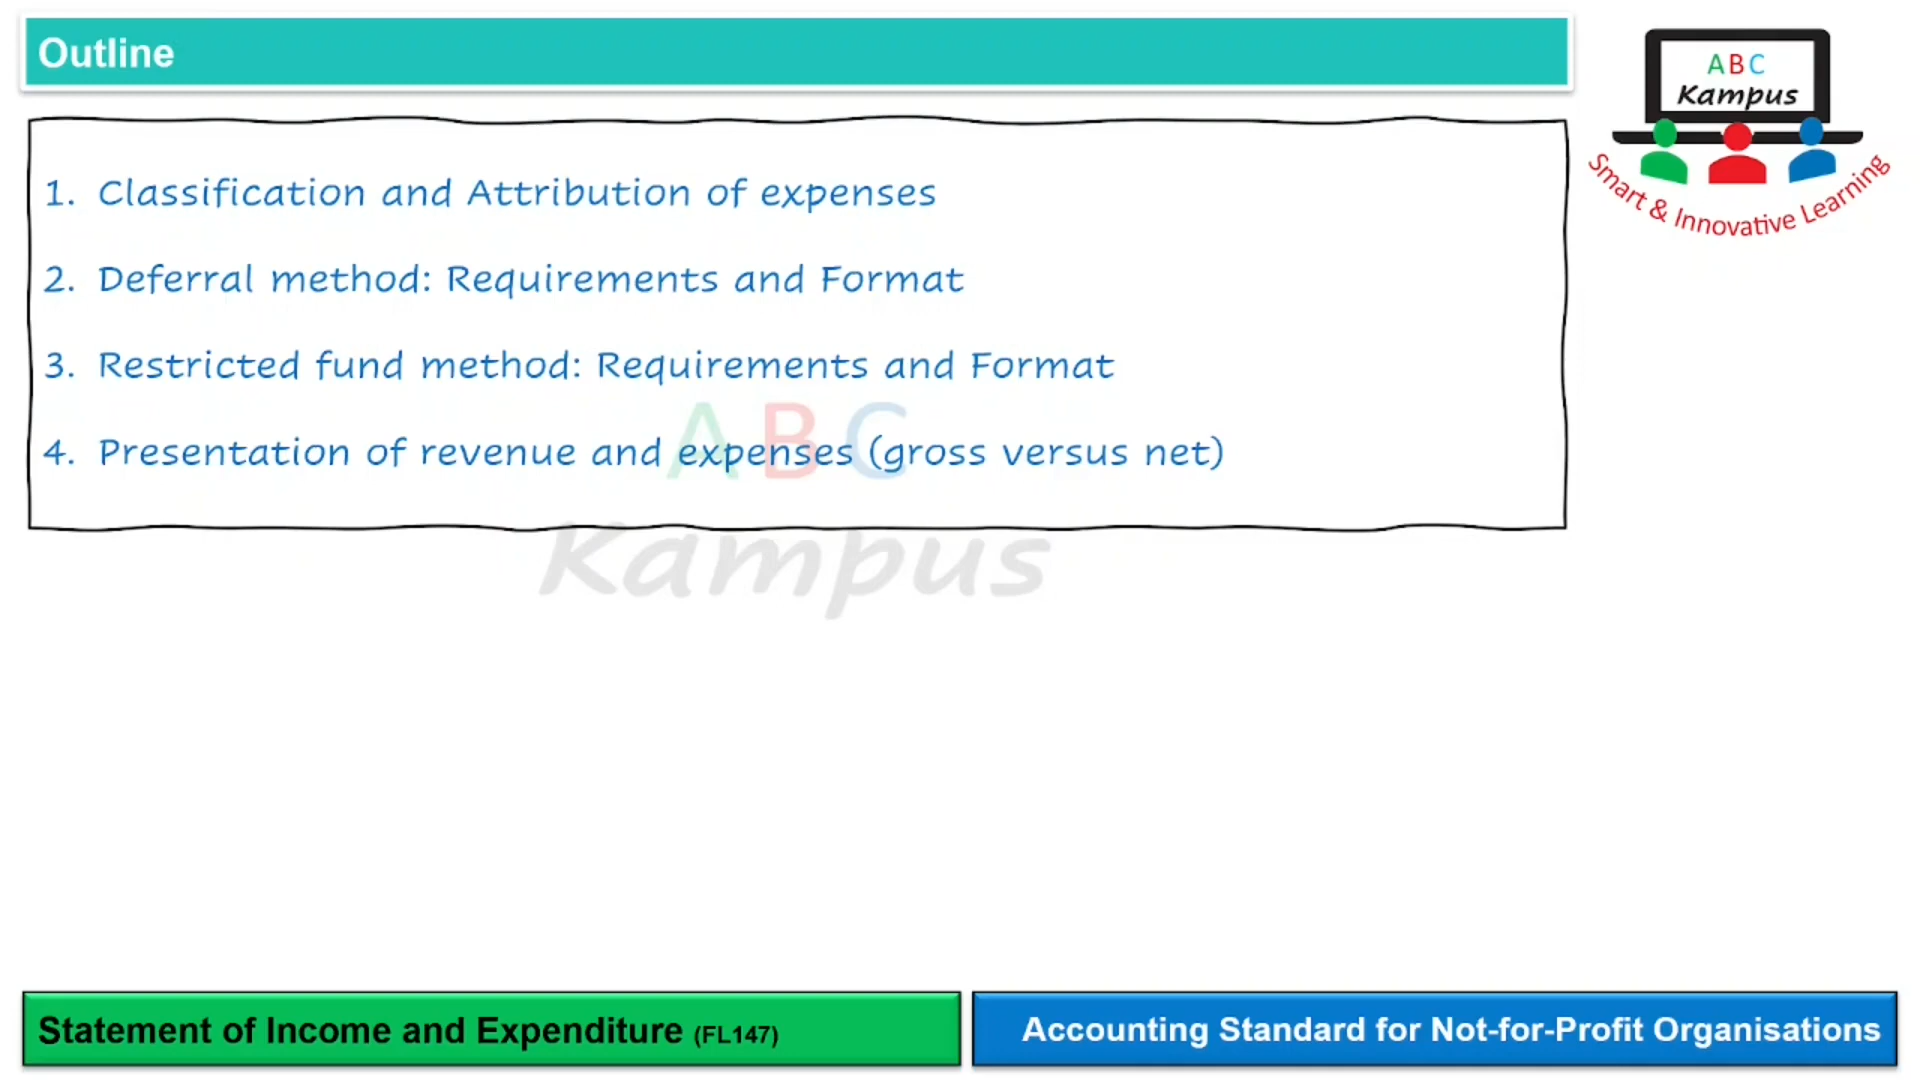 Outline
ABC
Kampus
Smart & Innovative Learning
1. Classification and Attribution of expenses
2. Deferral method: Requirements and Format
3. Restricted fund method: Requirements and Format
4. Presentation of revenue and expenses (gross versus net)
ABC
Kampus
Statement of Income and Expenditure (FL147)
Accounting Standard for Not-for-Profit Organisations